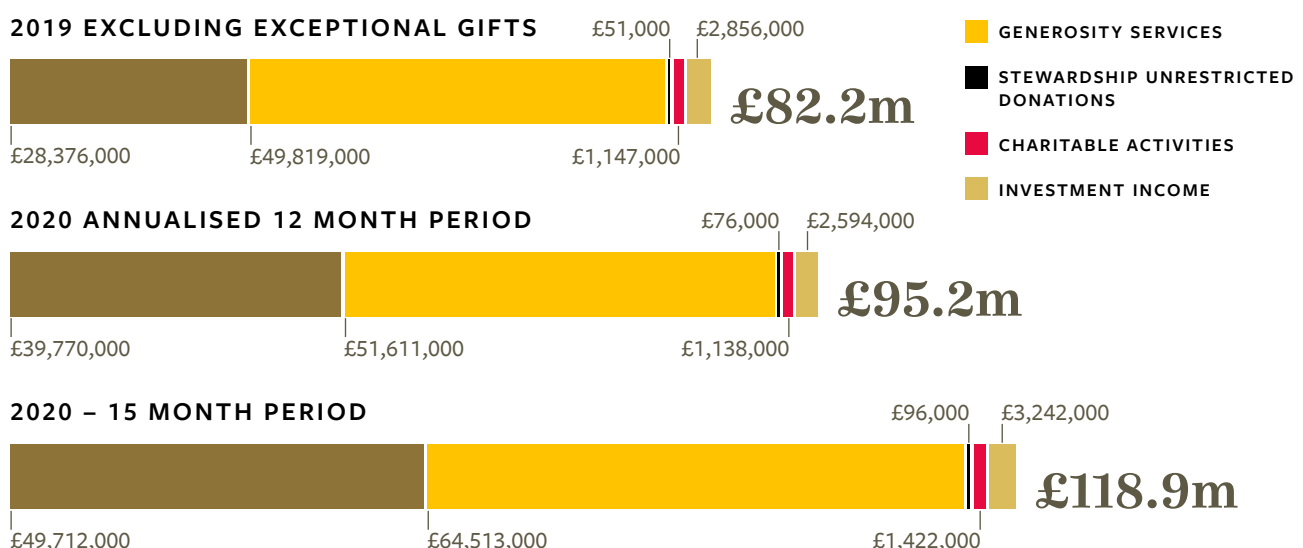 2019 EXCLUDING EXCEPTIONAL GIFTS
£51,000 £2,856,000
£82.2m
£28,376,000 £49,819,000 £1,147,000
GENEROSITY SERVICES
STEWARDSHIP UNRESTRICTED
DONATIONS
CHARITABLE ACTIVITIES
INVESTMENT INCOME
2020 ANNUALISED 12 MONTH PERIOD
£76,000 £2,594,000
£95.2m
£39,770,000 £51,611,000 £1,138,000
2020 – 15 MONTH PERIOD
£96,000 £3,242,000
£118.9m
£49,712,000 £64,513,000 £1,422,000